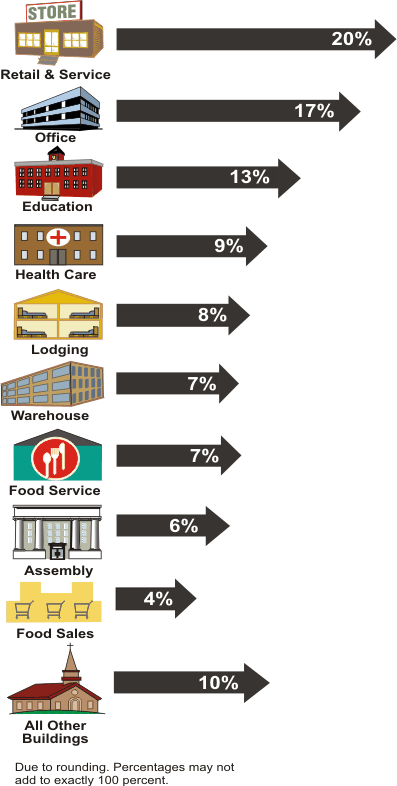 STORE
20%
Retail & Service
17%
Office
13%
Education
9%
Health Care
8%
Lodging
7%
Warehouse
7%
Food Service
6%
Assembly
4%
Food Sales
10%
All Other
Buildings
Due to rounding. Percentages may not
add to exactly 100 percent.